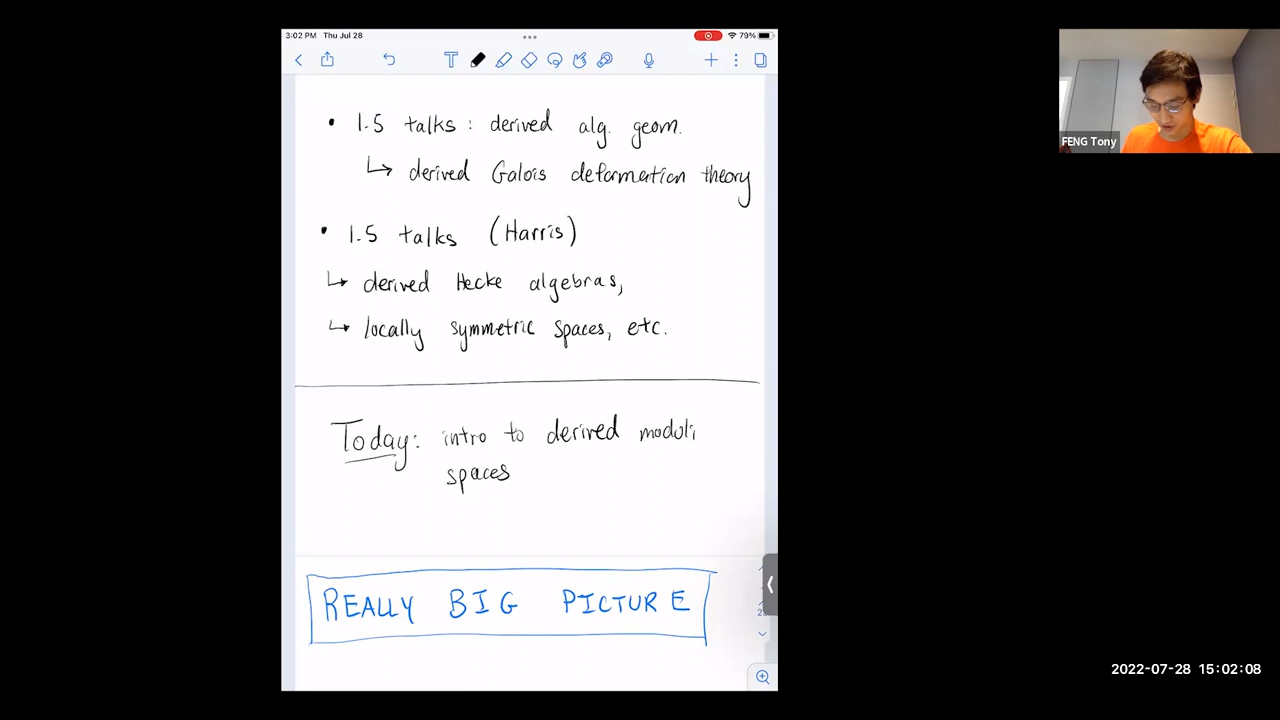 3:02 PM Thu Jul 28
79%
• 1.5 talks : derived alg. geom.
↳ derived Galois deformation theory
• 1.5 talks (Harris)
↳ derived Hecke algebras,
↳ locally symmetric spaces, etc.
Today: intro to derived moduli
spaces
REALLY BIG PICTURE
FENG Tony
2022-07-28 15:02:08